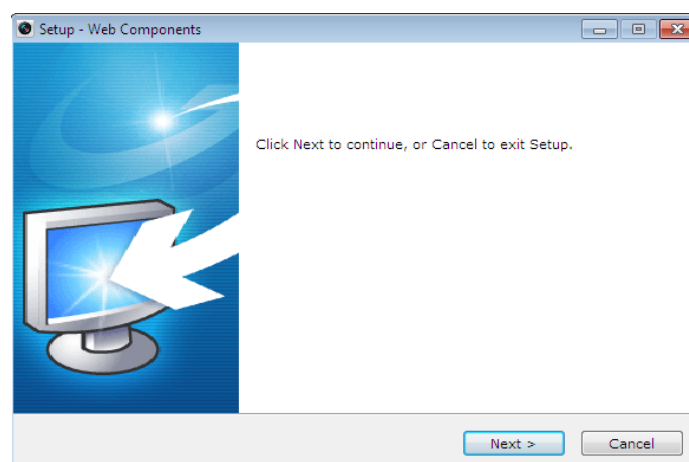 Setup - Web Components
Click Next to continue, or Cancel to exit Setup.
Next >
Cancel